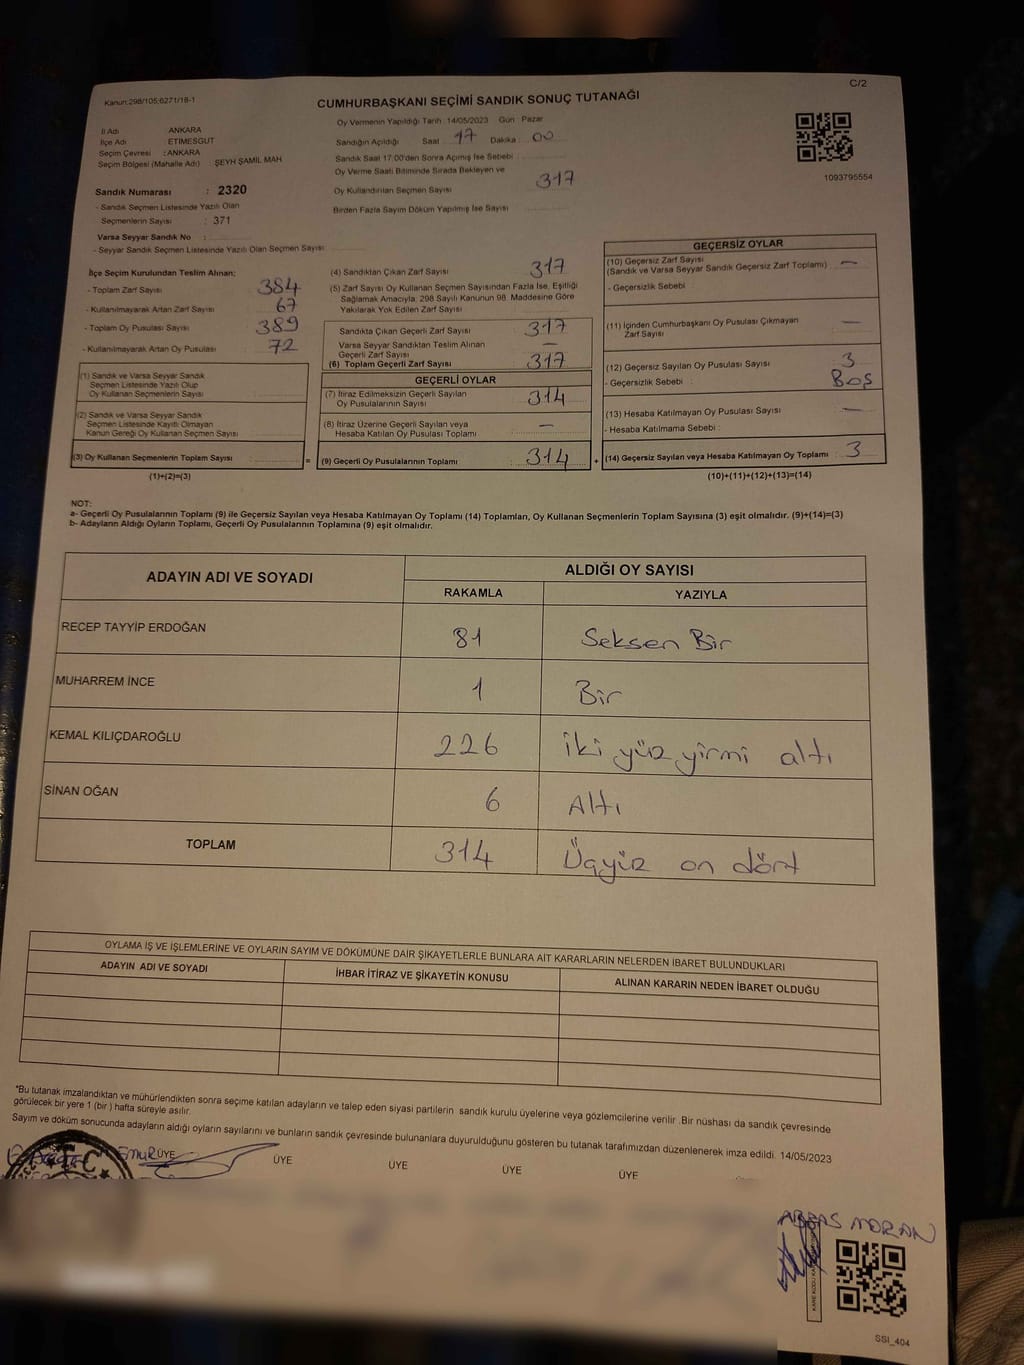 C/2
Kanun:298/105;6271/18-1
CUMHURBAŞKANI SEÇİMİ SANDIK SONUÇ TUTANAĞI
İl Adı ANKARA
İlçe Adı ETİMESGUT
Seçim Çevresi : ANKARA
Seçim Bölgesi (Mahalle Adı) ŞEYH ŞAMİL MAH
Sandık Numarası : 2320
- Sandık Seçmen Listesinde Yazılı Olan
Seçmenlerin Sayısı : 371
Varsa Seyyar Sandık No :
- Seyyar Sandık Seçmen Listesinde Yazılı Olan Seçmen Sayısı
Oy Vermenin Yapıldığı Tarih :14/05/2023 Gün Pazar
Sandığın Açıldığı Saat 17 Dakika 00
Sandık Saat 17:00'den Sonra Açılmış İse Sebebi
Oy Verme Saati Bitiminde Sırada Bekleyen ve
Oy Kullandırılan Seçmen Sayısı 317
Birden Fazla Sayım Döküm Yapılmış İse Sayısı
1093795554
İlçe Seçim Kurulundan Teslim Alınan;
- Toplam Zarf Sayısı 384
- Kullanılmayarak Artan Zarf Sayısı 67
- Toplam Oy Pusulası Sayısı 389
- Kullanılmayarak Artan Oy Pusulası 72
(1) Sandık ve Varsa Seyyar Sandık
Seçmen Listesinde Yazılı Olup
Oy Kullanan Seçmenlerin Sayısı
(2) Sandık ve Varsa Seyyar Sandık
Seçmen Listesinde Kayıtlı Olmayan
Kanun Gereği Oy Kullanan Seçmen Sayısı
(3) Oy Kullanan Seçmenlerin Toplam Sayısı =
(1)+(2)=(3)
(4) Sandıktan Çıkan Zarf Sayısı 317
(5) Zarf Sayısı Oy Kullanan Seçmen Sayısından Fazla İse, Eşitliği
Sağlamak Amacıyla; 298 Sayılı Kanunun 98. Maddesine Göre
Yakılarak Yok Edilen Zarf Sayısı
Sandıkta Çıkan Geçerli Zarf Sayısı 317
Varsa Seyyar Sandıktan Teslim Alınan
Geçerli Zarf Sayısı —
(6) Toplam Geçerli Zarf Sayısı 317
GEÇERLİ OYLAR
(7) İtiraz Edilmeksizin Geçerli Sayılan
Oy Pusulalarının Sayısı 314
(8) İtiraz Üzerine Geçerli Sayılan veya
Hesaba Katılan Oy Pusulası Toplamı —
(9) Geçerli Oy Pusulalarının Toplamı 314 +
GEÇERSİZ OYLAR
(10) Geçersiz Zarf Sayısı
(Sandık ve Varsa Seyyar Sandık Geçersiz Zarf Toplamı) —
- Geçersizlik Sebebi :
(11) İçinden Cumhurbaşkanı Oy Pusulası Çıkmayan
Zarf Sayısı —
(12) Geçersiz Sayılan Oy Pusulası Sayısı 3
- Geçersizlik Sebebi : Boş
(13) Hesaba Katılmayan Oy Pusulası Sayısı —
- Hesaba Katılmama Sebebi :
(14) Geçersiz Sayılan veya Hesaba Katılmayan Oy Toplamı 3
(10)+(11)+(12)+(13)=(14)
NOT:
a- Geçerli Oy Pusulalarının Toplamı (9) ile Geçersiz Sayılan veya Hesaba Katılmayan Oy Toplamı (14) Toplamları, Oy Kullanan Seçmenlerin Toplam Sayısına (3) eşit olmalıdır. (9)+(14)=(3)
b- Adayların Aldığı Oyların Toplamı, Geçerli Oy Pusulalarının Toplamına (9) eşit olmalıdır.
ADAYIN ADI VE SOYADI ALDIĞI OY SAYISI
RAKAMLA YAZIYLA
RECEP TAYYİP ERDOĞAN 81 Seksen Bir
MUHARREM İNCE 1 Bir
KEMAL KILIÇDAROĞLU 226 iki yüz yirmi altı
SİNAN OĞAN 6 Altı
TOPLAM 314 Üçyüz on dört
OYLAMA İŞ VE İŞLEMLERİNE VE OYLARIN SAYIM VE DÖKÜMÜNE DAİR ŞİKAYETLERLE BUNLARA AİT KARARLARIN NELERDEN İBARET BULUNDUKLARI
ADAYIN ADI VE SOYADI İHBAR İTİRAZ VE ŞİKAYETİN KONUSU ALINAN KARARIN NEDEN İBARET OLDUĞU
*Bu tutanak imzalandıktan ve mühürlendikten sonra seçime katılan adayların ve talep eden siyasi partilerin sandık kurulu üyelerine veya gözlemcilerine verilir .Bir nüshası da sandık çevresinde
görülecek bir yere 1 (bir ) hafta süreyle asılır.
Sayım ve döküm sonucunda adayların aldığı oyların sayılarını ve bunların sandık çevresinde bulunanlara duyurulduğunu gösteren bu tutanak tarafımızdan düzenlenerek imza edildi. 14/05/2023
T.C.
ÜYE ÜYE ÜYE ÜYE ÜYE
ABBAS MORAN
SSI_404